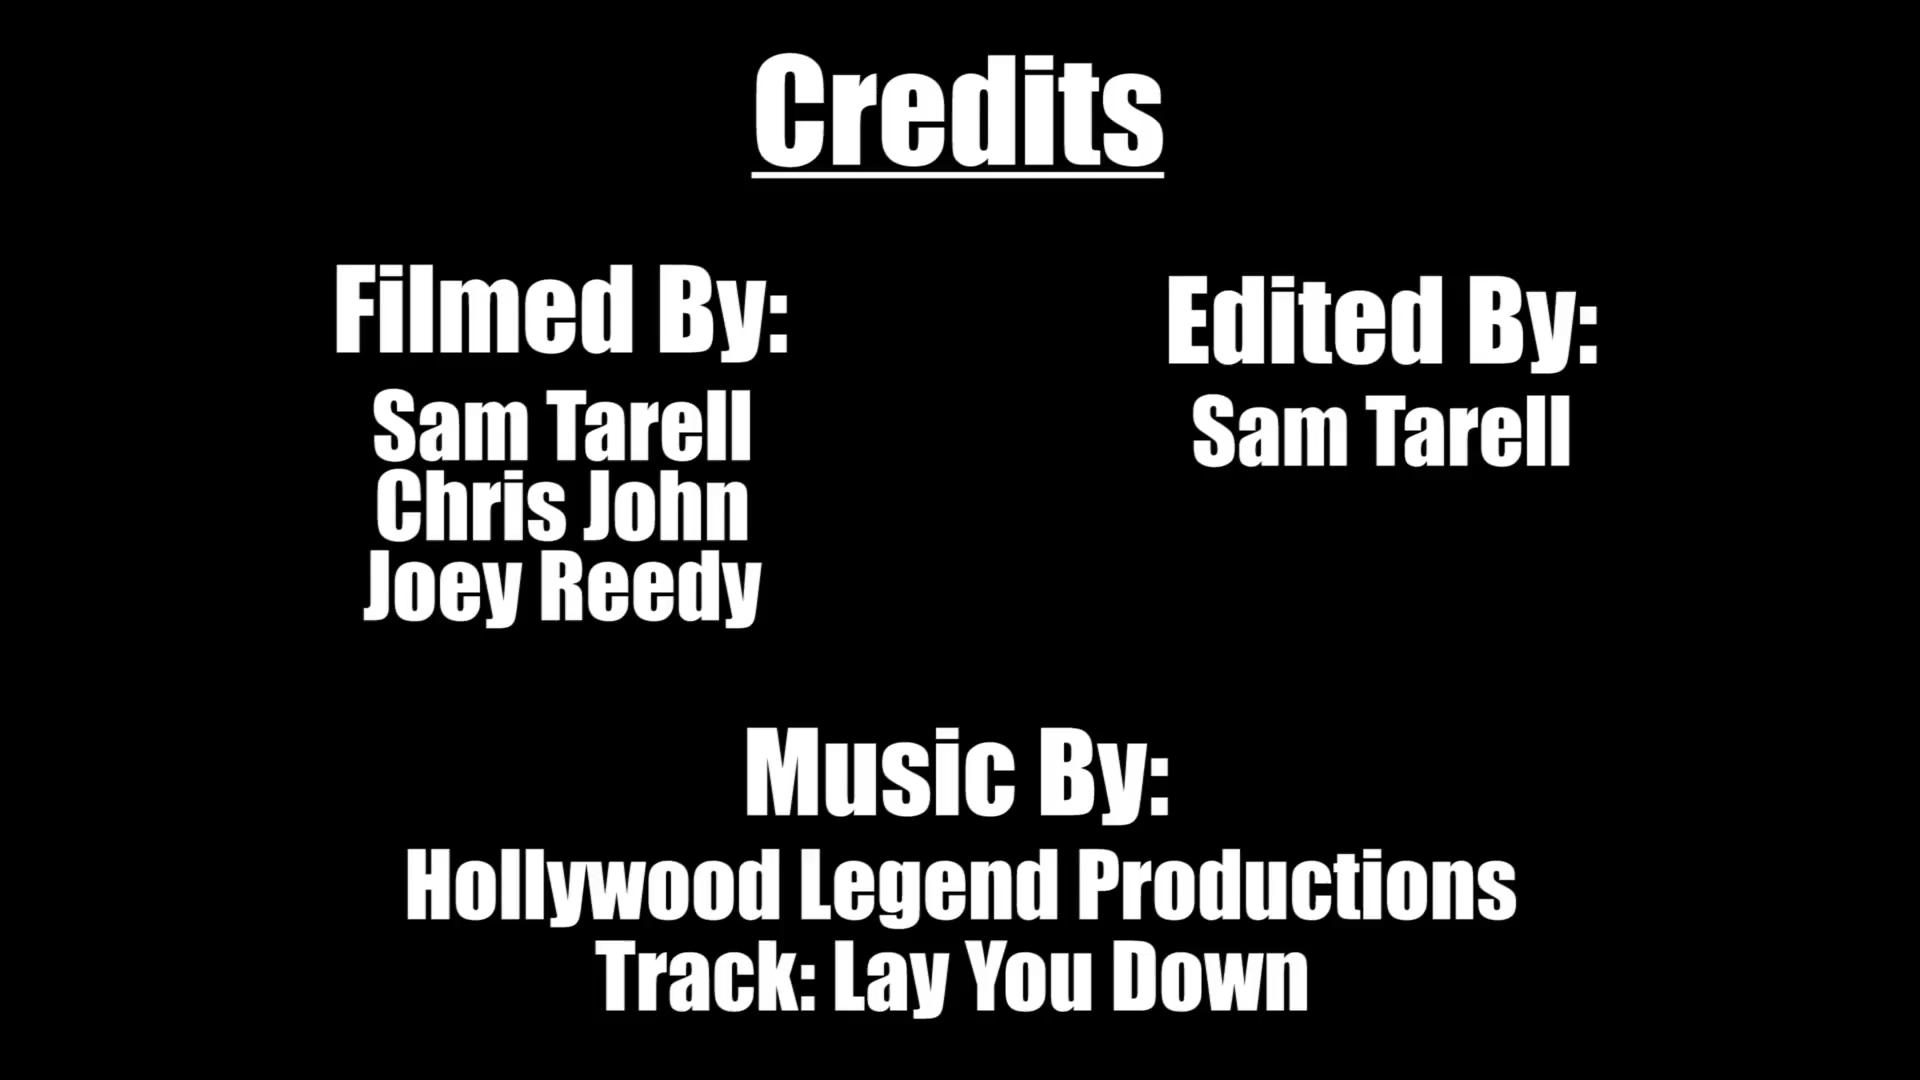 Credits
Filmed By:
Sam Tarell
Chris John
Joey Reedy
Edited By:
Sam Tarell
Music By:
Hollywood Legend Productions
Track: Lay You Down